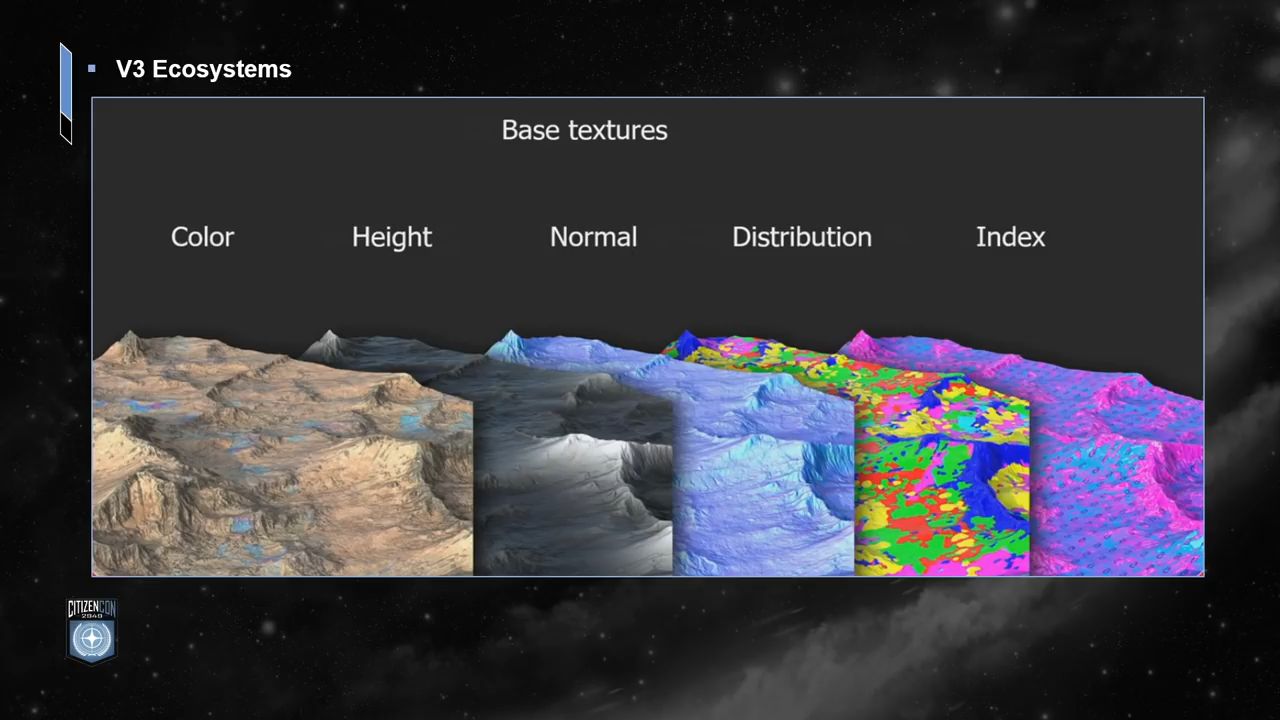 V3 Ecosystems
Base textures
Color Height Normal Distribution Index
CITIZENCON
2949